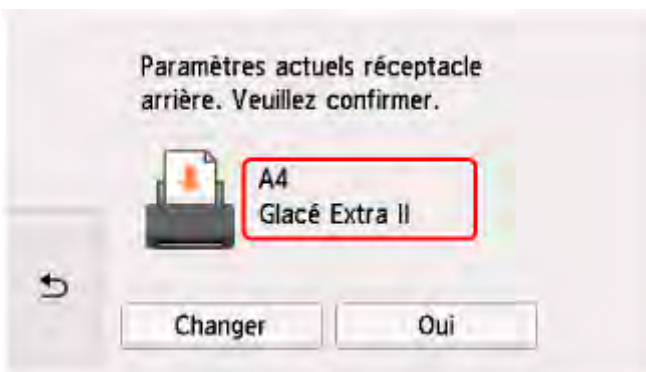 Paramètres actuels réceptacle
arrière. Veuillez confirmer.
A4
Glacé Extra II
Changer
Oui